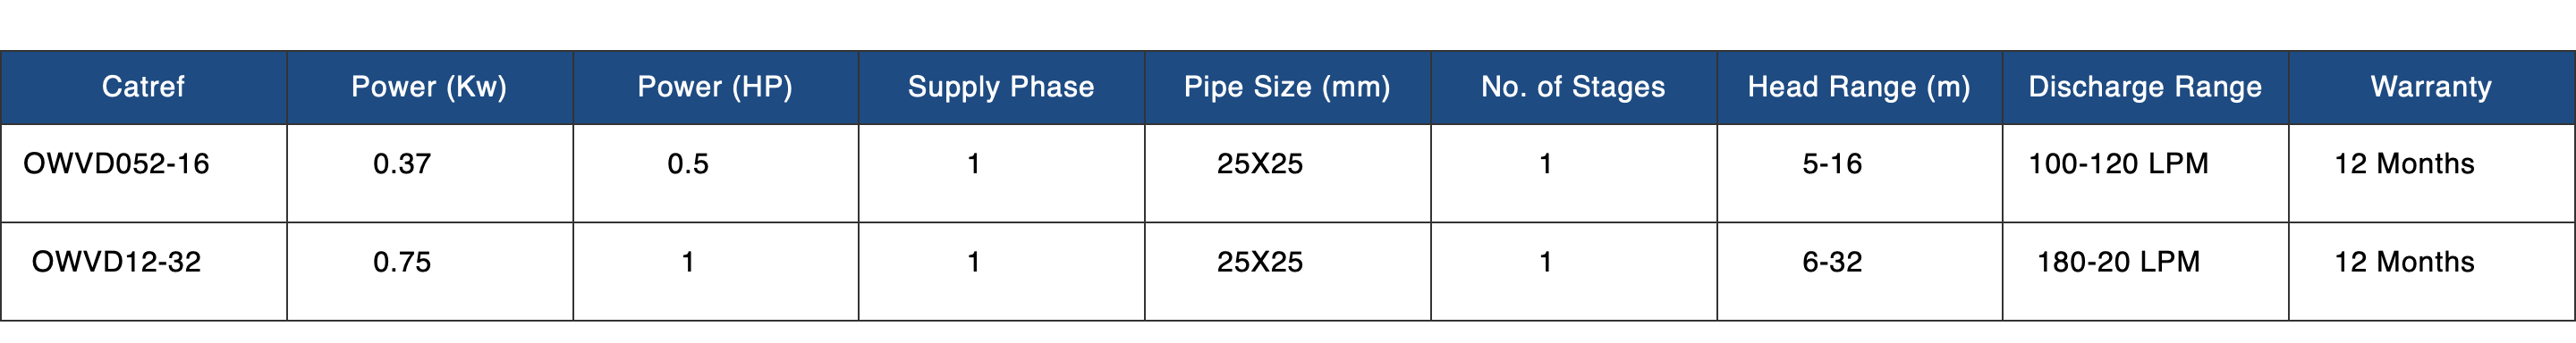 Catref Power (Kw) Power (HP) Supply Phase Pipe Size (mm) No. of Stages Head Range (m) Discharge Range Warranty
OWVD052-16 0.37 0.5 1 25X25 1 5-16 100-120 LPM 12 Months
OWVD12-32 0.75 1 1 25X25 1 6-32 180-20 LPM 12 Months